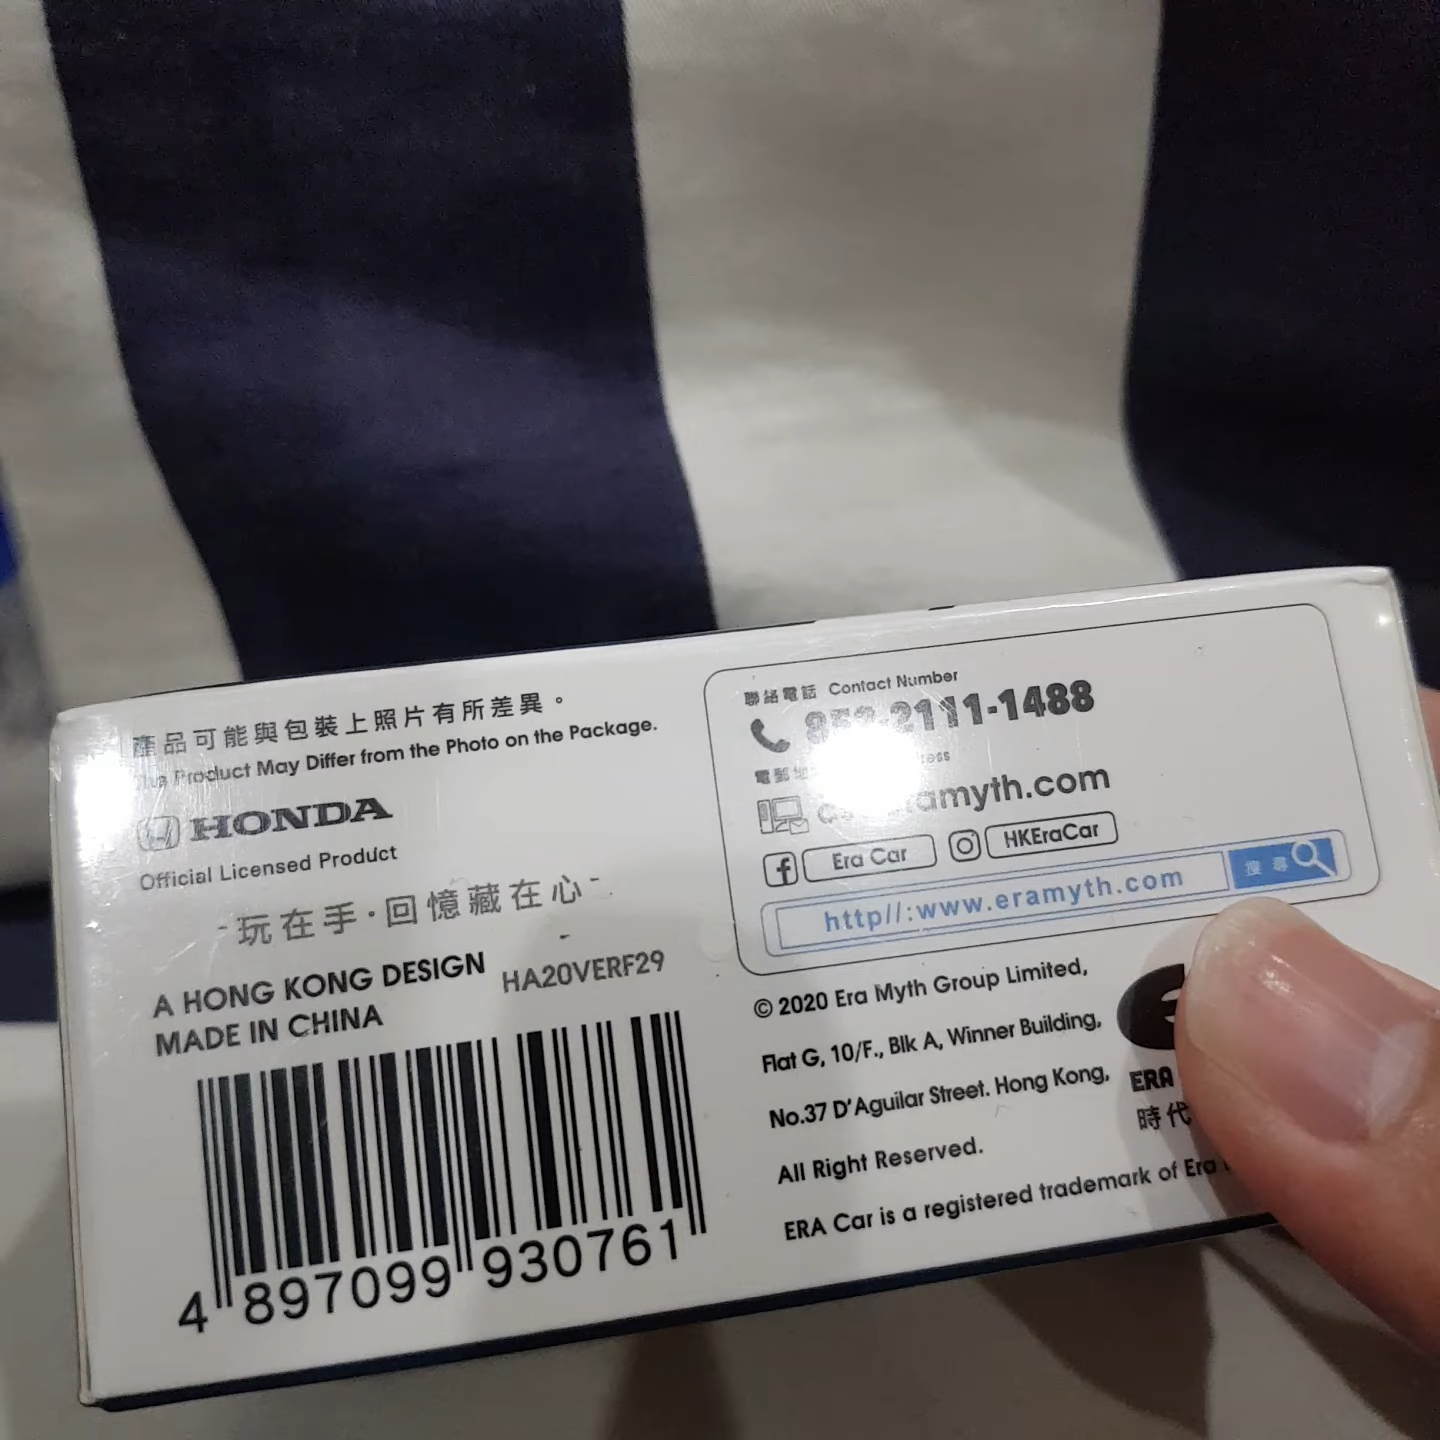 產品可能與包裝上照片有所差異。
The Product May Differ from the Photo on the Package.
HONDA
Official Licensed Product
-玩在手·回憶藏在心-
A HONG KONG DESIGN
MADE IN CHINA
HA20VERF29
4 897099 930761
聯絡電話 Contact Number
852-2111-1488
電郵
Era Car
HKEraCar
http//:www.eramyth.com
搜尋
© 2020 Era Myth Group Limited,
Flat G, 10/F., Blk A, Winner Building,
No.37 D'Aguilar Street. Hong Kong,
All Right Reserved.
ERA Car is a registered trademark of Era
ERA
時代